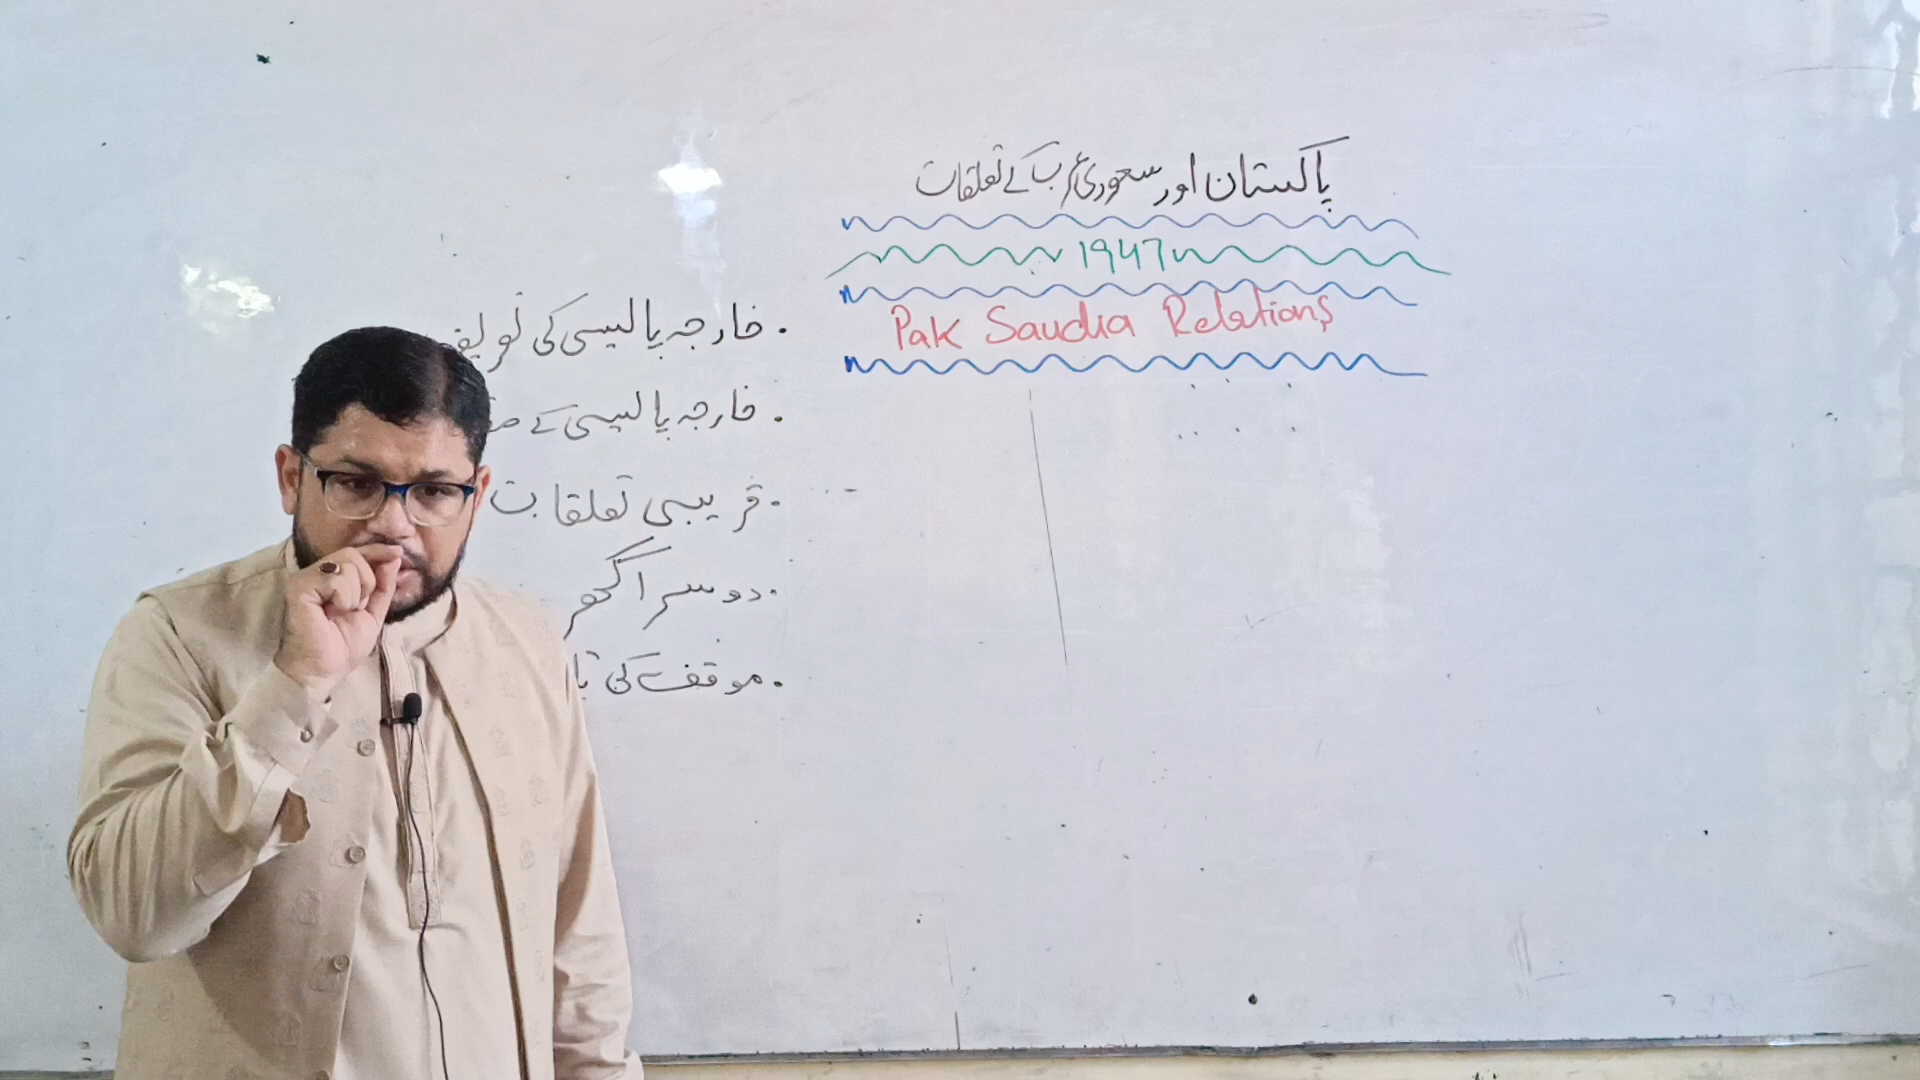 پاکستان اور سعودی عرب کے تعلقات
1947
Pak Saudia Relations
. خارجہ پالیسی کی تعریف
. خارجہ پالیسی کے
. قریبی تعلقات
. دوسرا گھر
. موقف کی